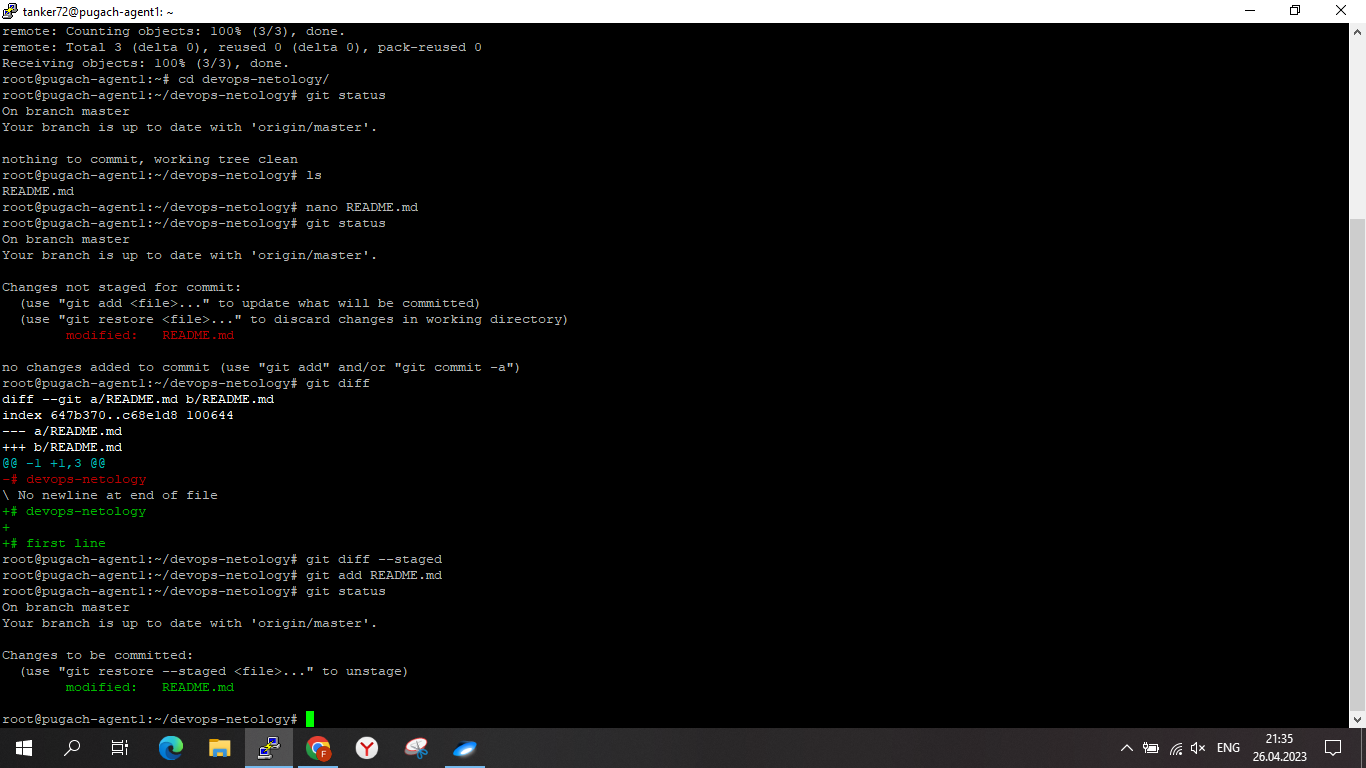 tanker72@pugach-agent1: ~
remote: Counting objects: 100% (3/3), done.
remote: Total 3 (delta 0), reused 0 (delta 0), pack-reused 0
Receiving objects: 100% (3/3), done.
root@pugach-agent1:~# cd devops-netology/
root@pugach-agent1:~/devops-netology# git status
On branch master
Your branch is up to date with 'origin/master'.

nothing to commit, working tree clean
root@pugach-agent1:~/devops-netology# ls
README.md
root@pugach-agent1:~/devops-netology# nano README.md
root@pugach-agent1:~/devops-netology# git status
On branch master
Your branch is up to date with 'origin/master'.

Changes not staged for commit:
  (use "git add <file>..." to update what will be committed)
  (use "git restore <file>..." to discard changes in working directory)
        modified:   README.md

no changes added to commit (use "git add" and/or "git commit -a")
root@pugach-agent1:~/devops-netology# git diff
diff --git a/README.md b/README.md
index 647b370..c68e1d8 100644
--- a/README.md
+++ b/README.md
@@ -1 +1,3 @@
-# devops-netology
\ No newline at end of file
+# devops-netology
+
+# first line
root@pugach-agent1:~/devops-netology# git diff --staged
root@pugach-agent1:~/devops-netology# git add README.md
root@pugach-agent1:~/devops-netology# git status
On branch master
Your branch is up to date with 'origin/master'.

Changes to be committed:
  (use "git restore --staged <file>..." to unstage)
        modified:   README.md

root@pugach-agent1:~/devops-netology#
F
Y
ENG
21:35
26.04.2023